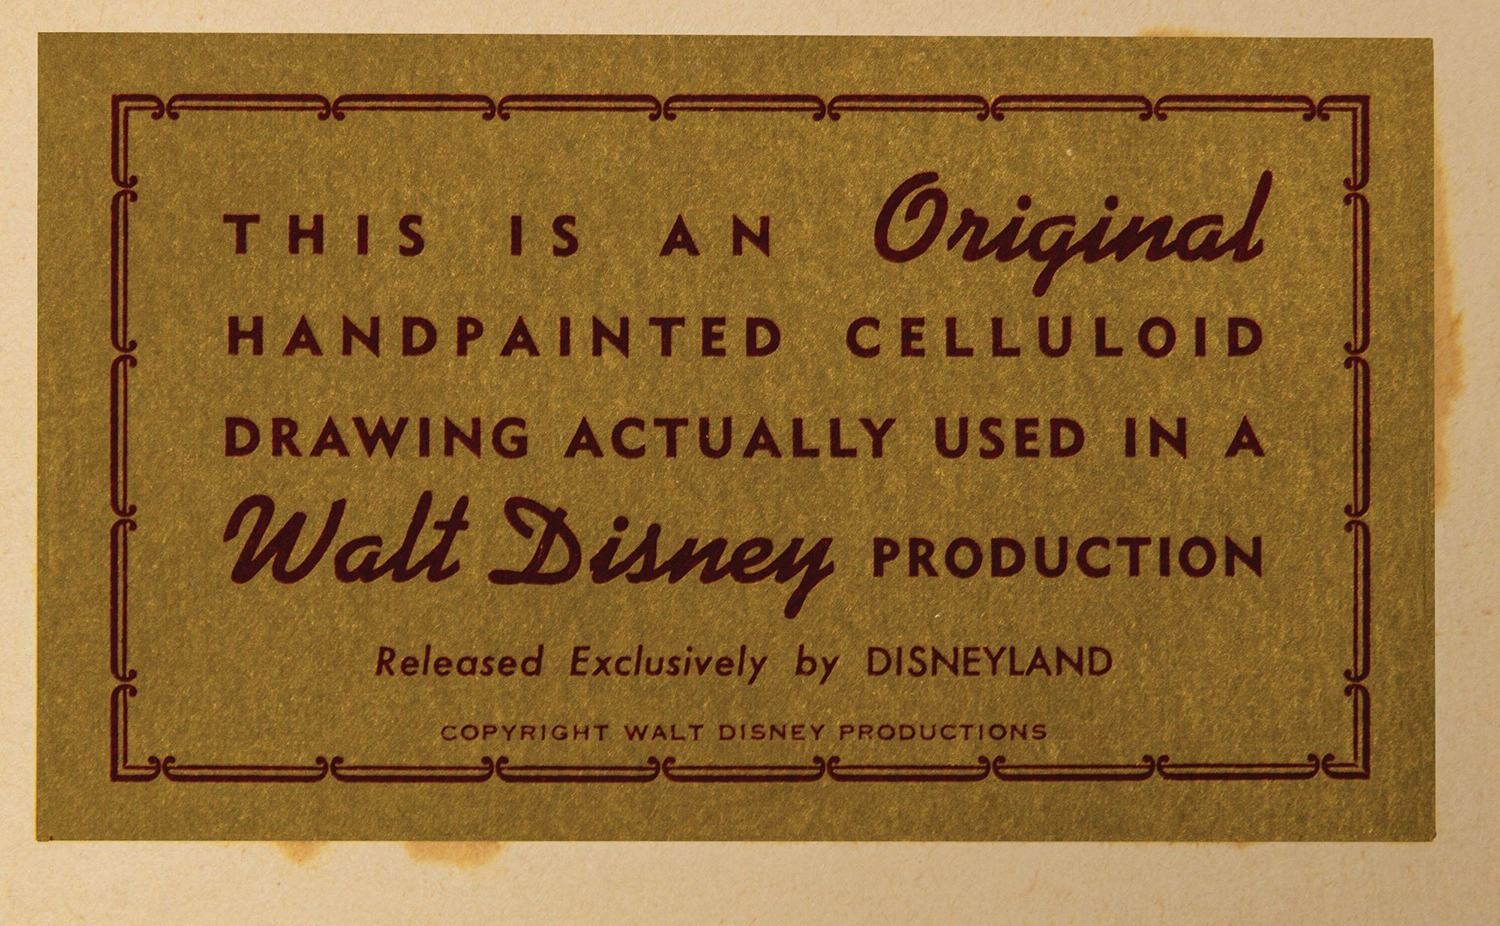 THIS IS AN Original
HANDPAINTED CELLULOID
DRAWING ACTUALLY USED IN A
Walt Disney PRODUCTION
Released Exclusively by DISNEYLAND
COPYRIGHT WALT DISNEY PRODUCTIONS